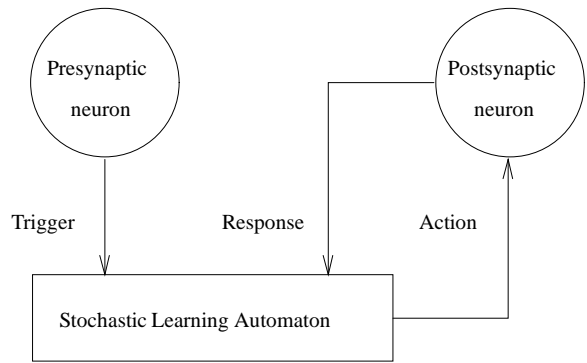 Presynaptic
neuron
Postsynaptic
neuron
Trigger
Response
Action
Stochastic Learning Automaton